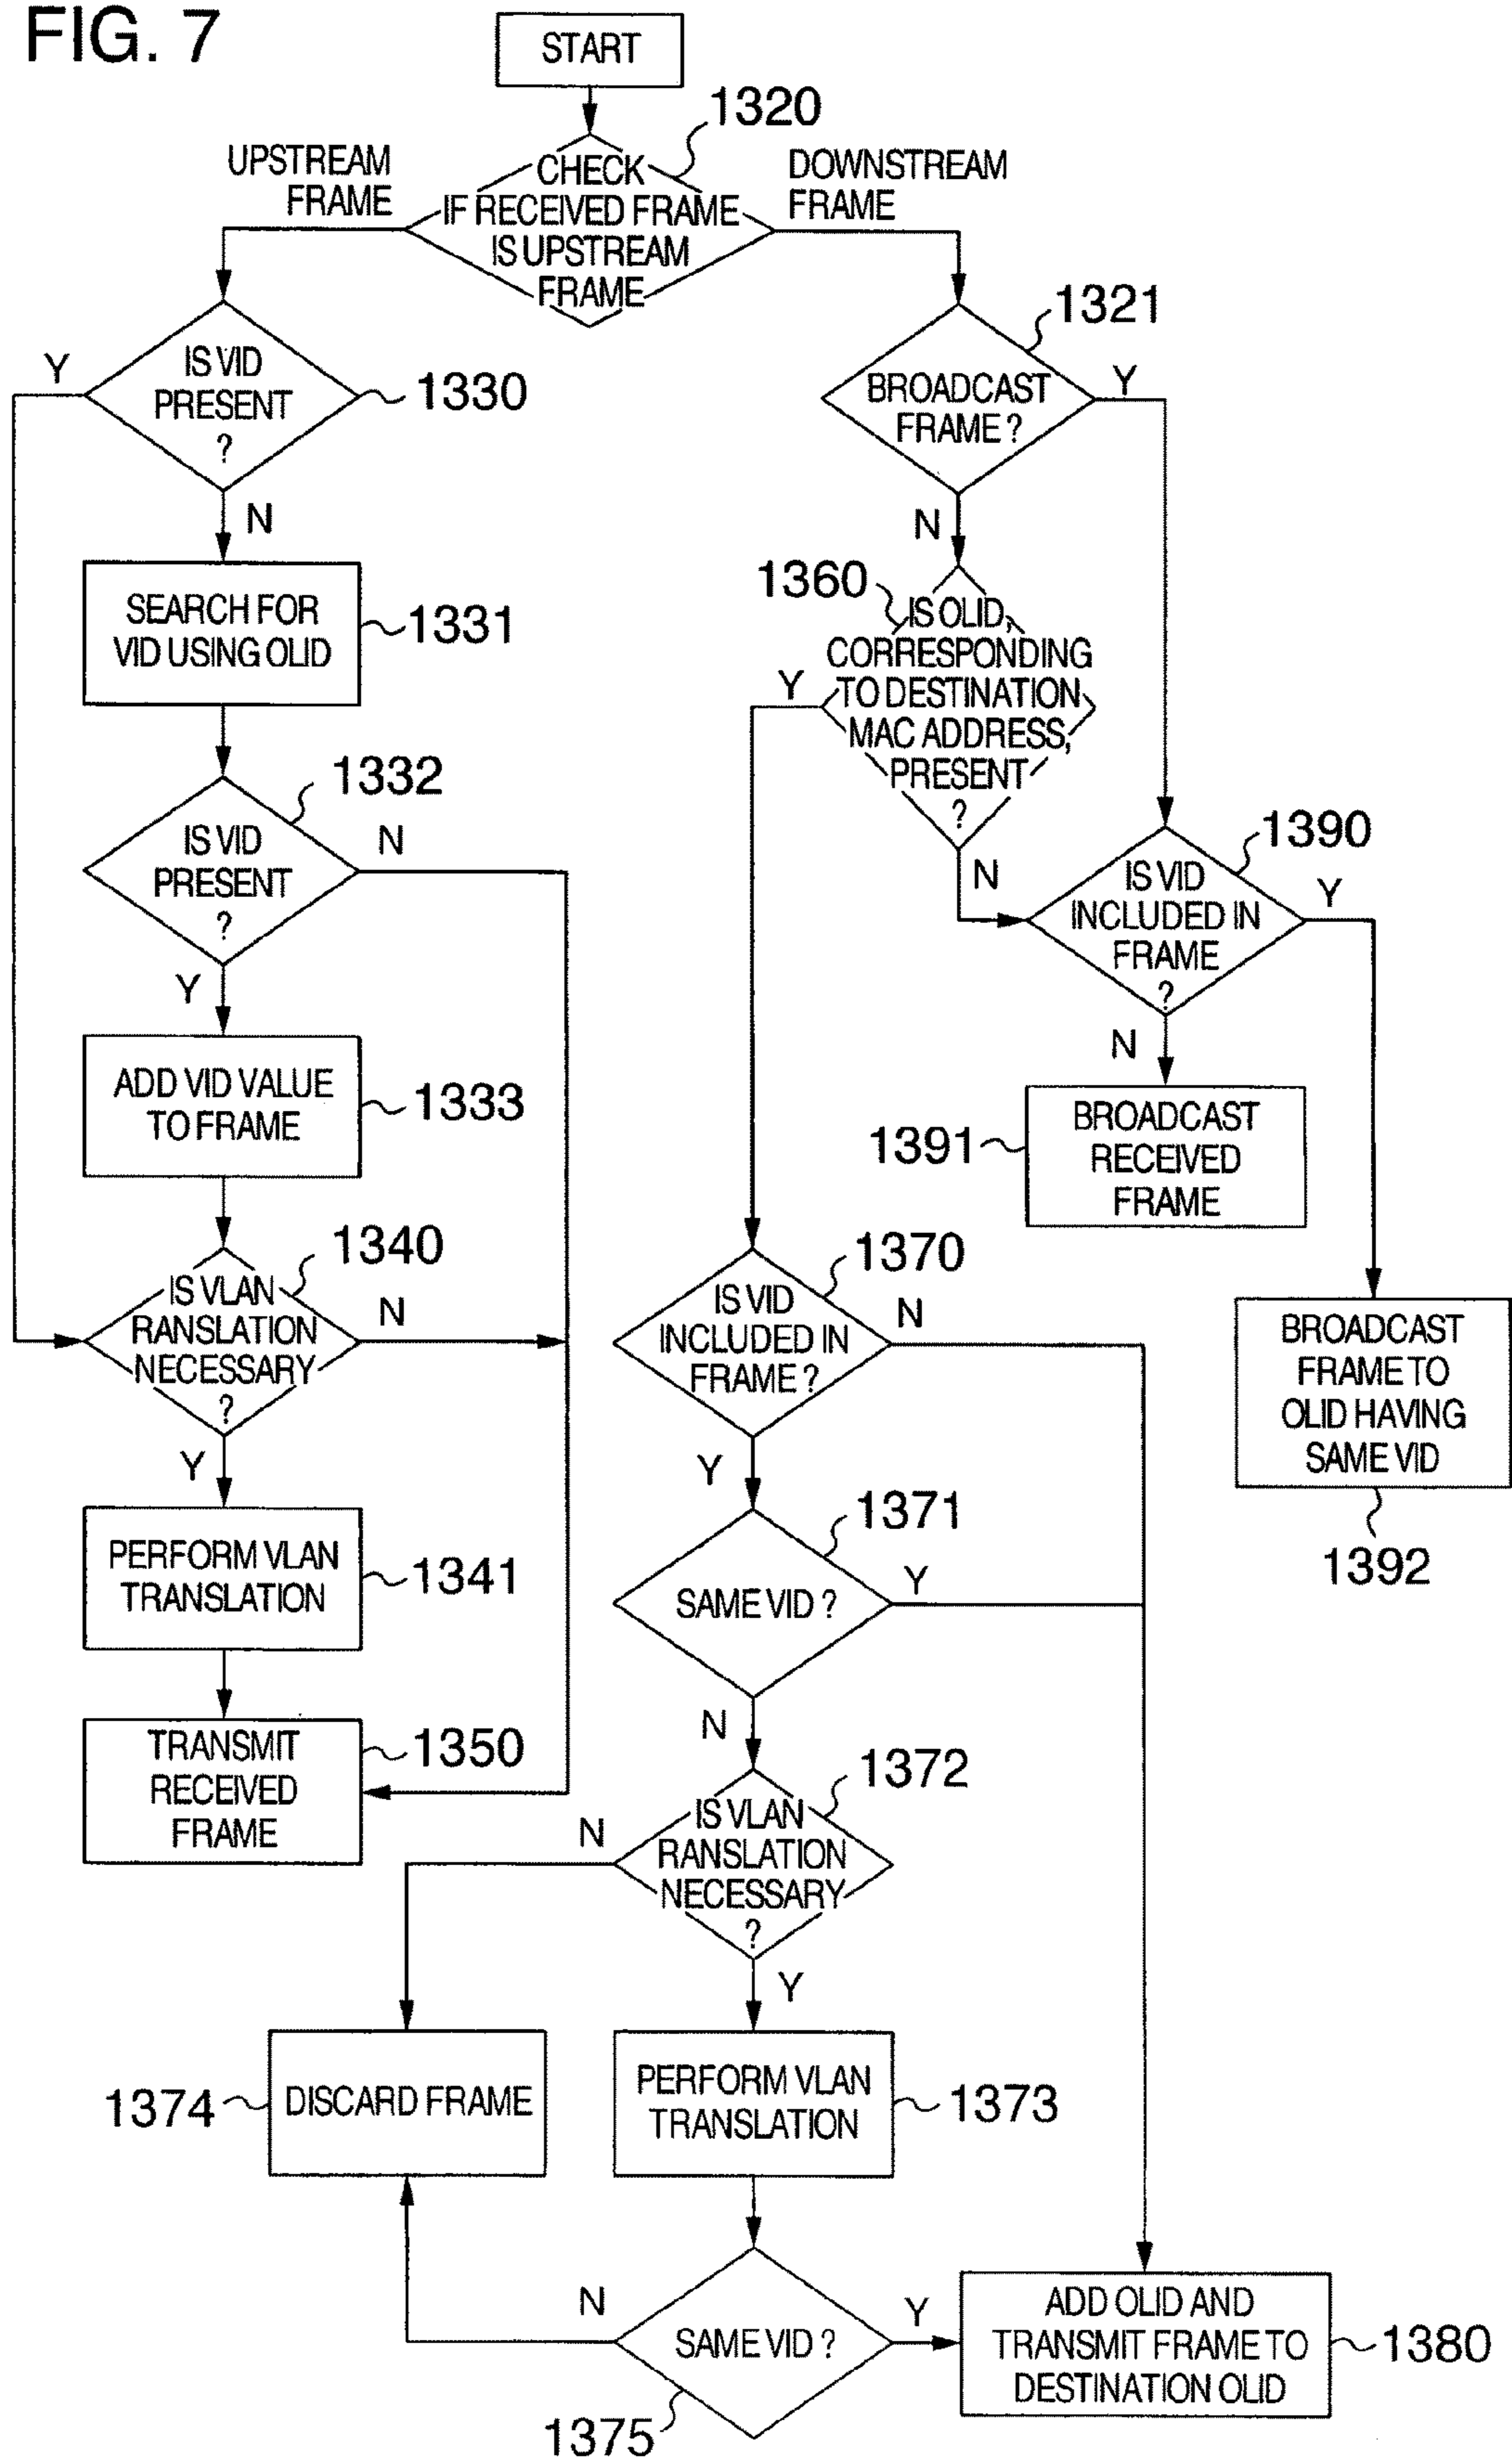 FIG. 7
START
1320
CHECK
IF RECEIVED FRAME
IS UPSTREAM
FRAME
UPSTREAM
FRAME
DOWNSTREAM
FRAME
IS VID
PRESENT
?
1330
Y
N
SEARCH FOR
VID USING OLID
1331
IS VID
PRESENT
?
1332
N
Y
ADD VID VALUE
TO FRAME
1333
IS VLAN
RANSLATION
NECESSARY
?
1340
N
Y
PERFORM VLAN
TRANSLATION
1341
TRANSMIT
RECEIVED
FRAME
1350
BROADCAST
FRAME ?
1321
Y
N
1360
IS OLID,
CORRESPONDING
TO DESTINATION
MAC ADDRESS,
PRESENT
?
Y
N
IS VID
INCLUDED IN
FRAME
?
1390
Y
N
BROADCAST
RECEIVED
FRAME
1391
BROADCAST
FRAME TO
OLID HAVING
SAME VID
1392
IS VID
INCLUDED IN
FRAME ?
1370
N
Y
SAME VID ?
1371
Y
N
IS VLAN
RANSLATION
NECESSARY
?
1372
N
Y
DISCARD FRAME
1374
PERFORM VLAN
TRANSLATION
1373
SAME VID ?
1375
N
Y
ADD OLID AND
TRANSMIT FRAME TO
DESTINATION OLID
1380